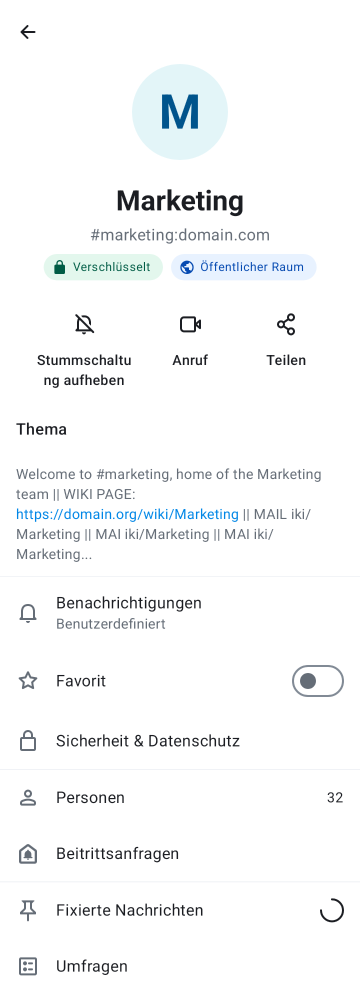 M
Marketing
#marketing:domain.com
Verschlüsselt
Öffentlicher Raum
Stummschaltu
ng aufheben
Anruf
Teilen
Thema
Welcome to #marketing, home of the Marketing
team || WIKI PAGE:
https://domain.org/wiki/Marketing || MAIL iki/
Marketing || MAI iki/Marketing || MAI iki/
Marketing...
Benachrichtigungen
Benutzerdefiniert
Favorit
Sicherheit & Datenschutz
Personen 32
Beitrittsanfragen
Fixierte Nachrichten
Umfragen